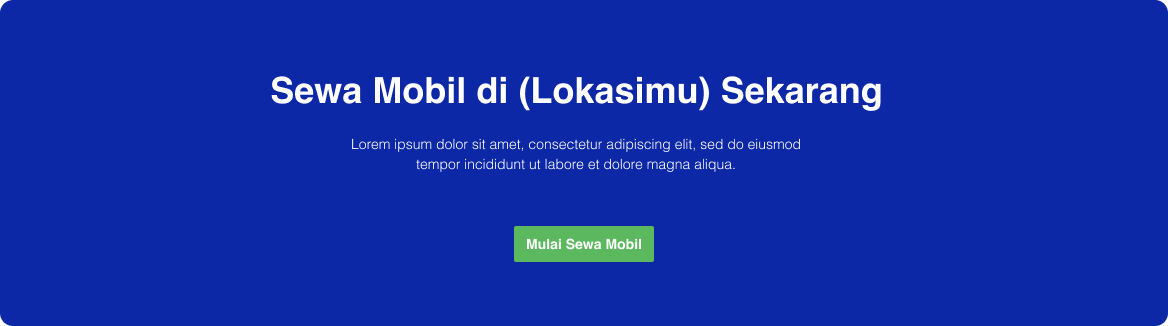 Sewa Mobil di (Lokasimu) Sekarang
Lorem ipsum dolor sit amet, consectetur adipiscing elit, sed do eiusmod
tempor incididunt ut labore et dolore magna aliqua.
Mulai Sewa Mobil